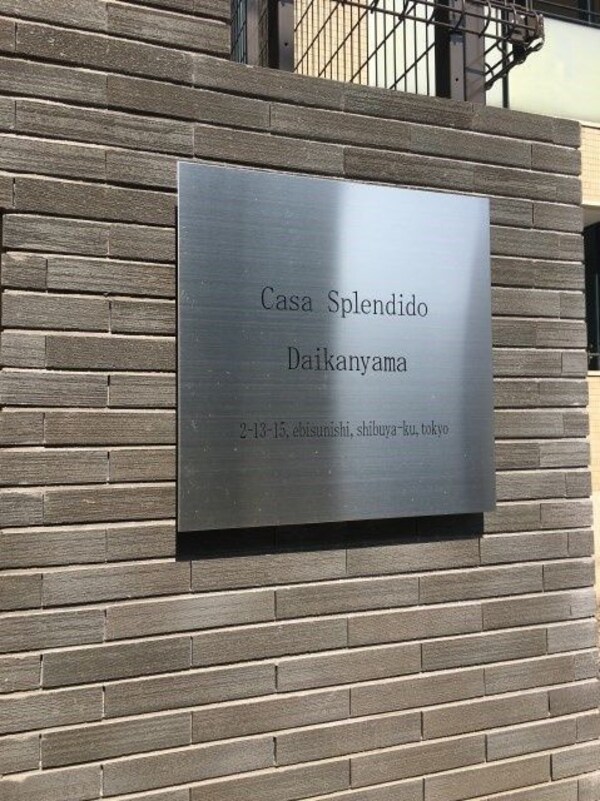 Casa Splendido
Daikanyama
2-13-15, ebisunishi, shibuya-ku, tokyo